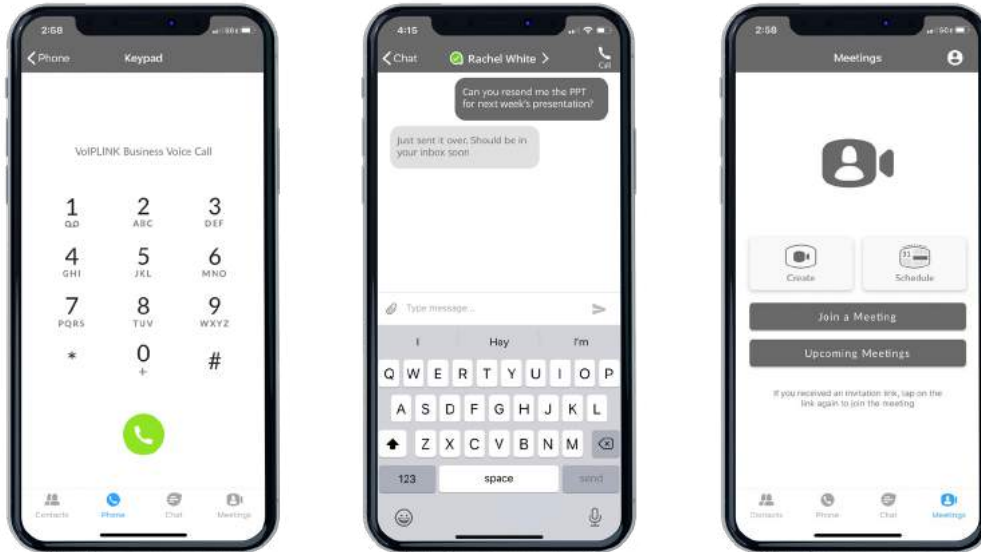 2:58
Phone
Keypad
VoIPLINK Business Voice Call
1
2
ABC
3
DEF
4
GHI
5
JKL
6
MNO
7
PQRS
8
TUV
9
WXYZ
*
0
+
#
Contacts
Phone
Chat
Meetings
4:15
Chat
Rachel White
Call
Can you resend me the PPT
for next week's presentation?
Just sent it over. Should be in
your inbox soon
Type message...
I
Hey
I'm
Q W E R T Y U I O P
A S D F G H J K L
Z X C V B N M
123
space
send
2:58
Meetings
31
Create
Schedule
Join a Meeting
Upcoming Meetings
If you received an invitation link, tap on the
link again to join the meeting
Contacts
Phone
Chat
Meetings